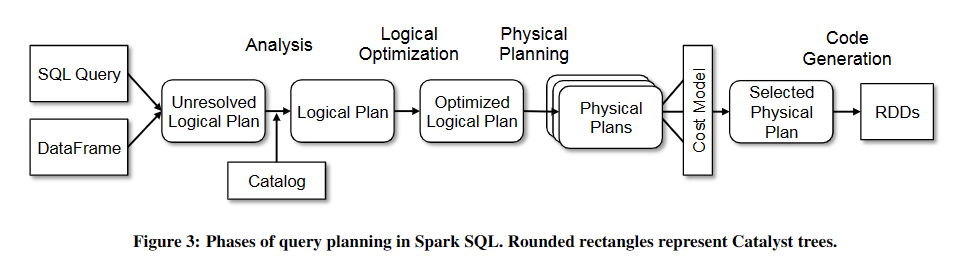 Analysis
Logical
Optimization
Physical
Planning
Code
Generation
SQL Query
DataFrame
Unresolved
Logical Plan
Catalog
Logical Plan
Optimized
Logical Plan
Physical
Plans
Cost Model
Selected
Physical
Plan
RDDs
Figure 3: Phases of query planning in Spark SQL. Rounded rectangles represent Catalyst trees.